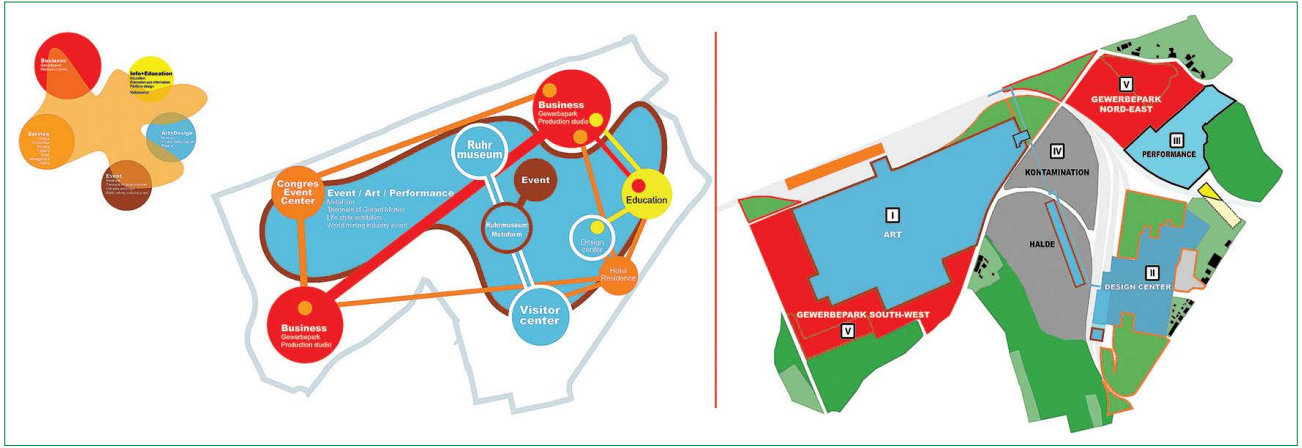 Business
Info+Education
Education
Service
Art+Design
Event
Business
Gewerbepark
Production studio
Ruhr
museum
Event
Congres
Event
Center
Event / Art / Performance
Metaform
Triennale of Gerard Mortier
Life style exhibition
World mining industry event
Education
Ruhrmuseum
Metaform
Design
center
Hotel
Residence
Visitor
center
Business
Gewerbepark
Production studio
V
GEWERBEPARK
NORD-EAST
III
PERFORMANCE
IV
KONTAMINATION
I
ART
HALDE
II
DESIGN CENTER
GEWERBEPARK SOUTH-WEST
V